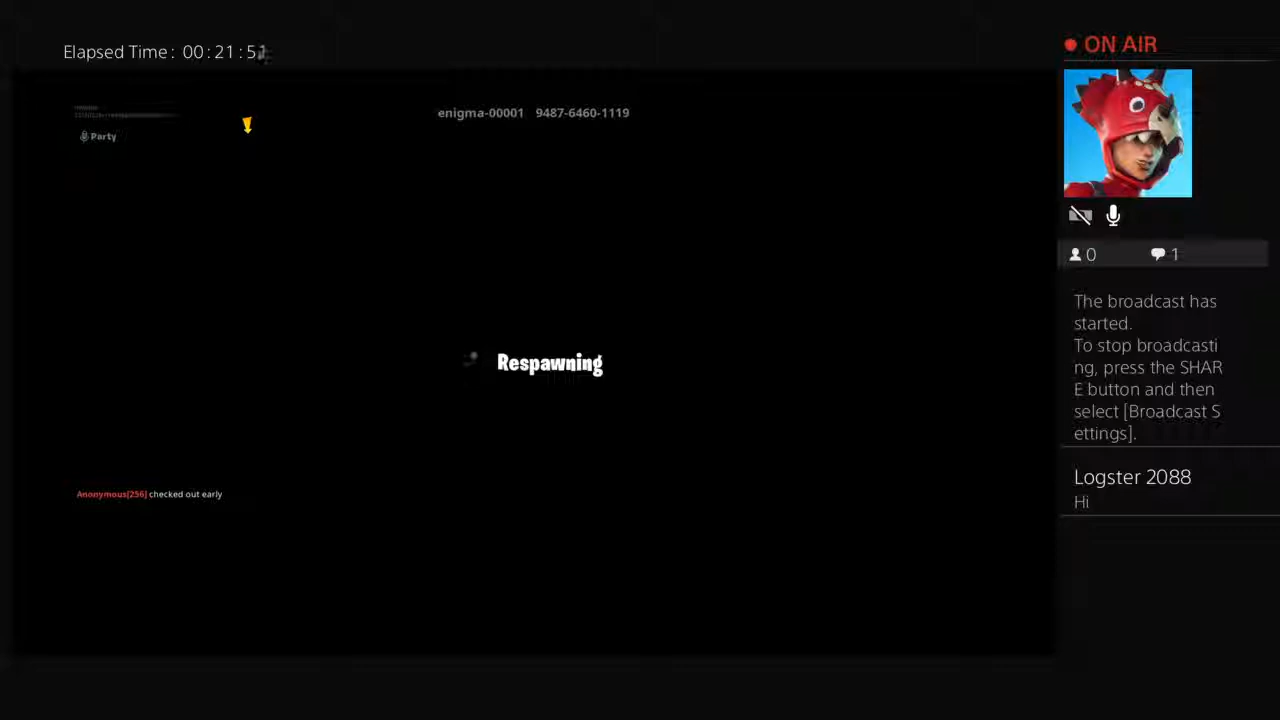 Elapsed Time: 00:21:51
ON AIR
enigma-00001 9487-6460-1119
Party
0
1
The broadcast has
started.
To stop broadcasti
ng, press the SHAR
E button and then
select [Broadcast S
ettings].
Respawning
Logster 2088
Hi
Anonymous[256] checked out early